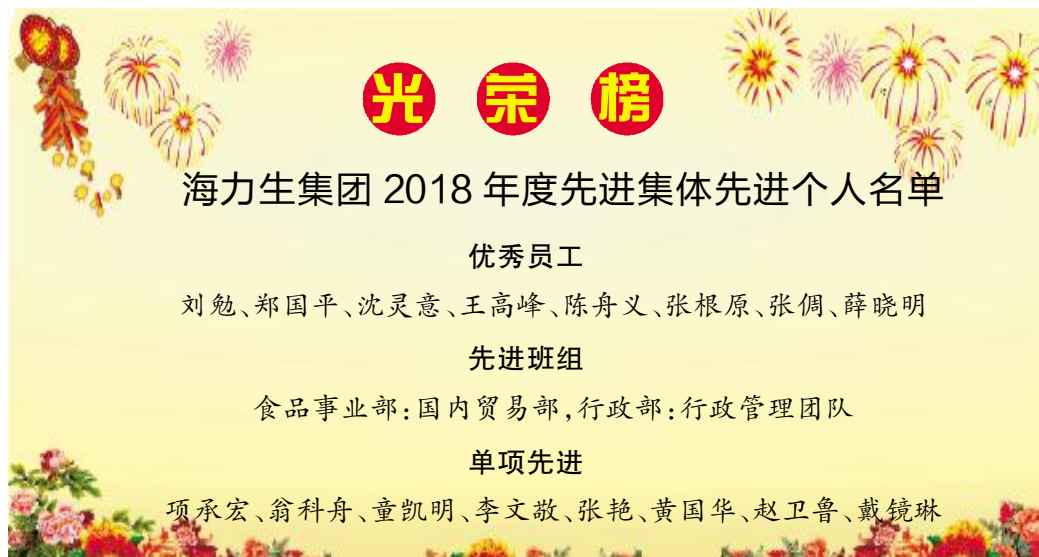 光荣榜
海力生集团 2018 年度先进集体先进个人名单
优秀员工
刘勉、郑国平、沈灵意、王高峰、陈舟义、张根原、张倜、薛晓明
先进班组
食品事业部:国内贸易部,行政部:行政管理团队
单项先进
项承宏、翁科舟、童凯明、李文敔、张艳、黄国华、赵卫鲁、戴镜琳